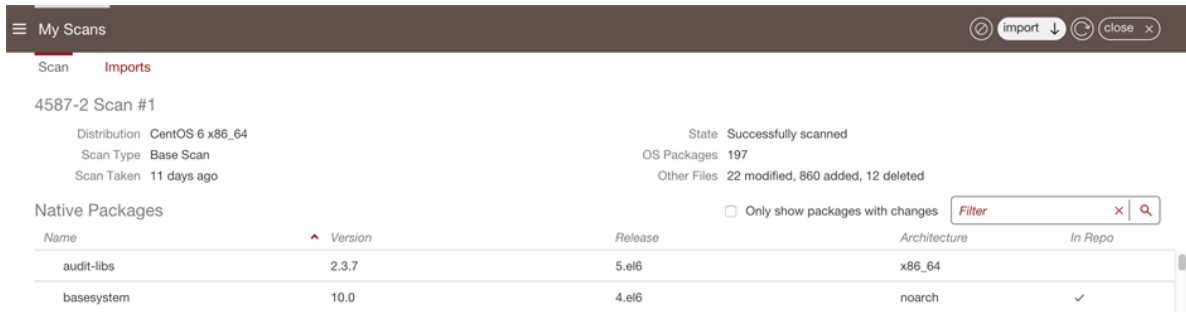 My Scans import close
Scan Imports
4587-2 Scan #1
Distribution CentOS 6 x86_64 State Successfully scanned
Scan Type Base Scan OS Packages 197
Scan Taken 11 days ago Other Files 22 modified, 860 added, 12 deleted
Native Packages Only show packages with changes Filter
Name Version Release Architecture In Repo
audit-libs 2.3.7 5.el6 x86_64
basesystem 10.0 4.el6 noarch